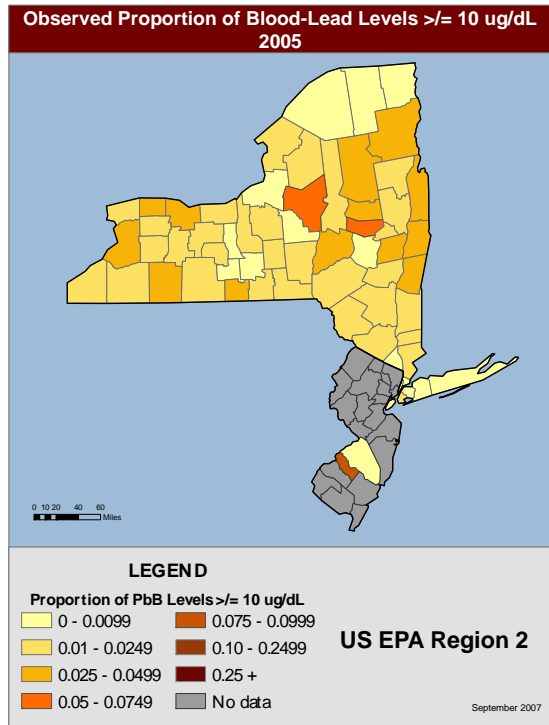 Observed Proportion of Blood-Lead Levels >/= 10 ug/dL
2005
0 10 20 40 60
Miles
LEGEND
Proportion of PbB Levels >/= 10 ug/dL
0 - 0.0099
0.01 - 0.0249
0.025 - 0.0499
0.05 - 0.0749
0.075 - 0.0999
0.10 - 0.2499
0.25 +
No data
US EPA Region 2
September 2007